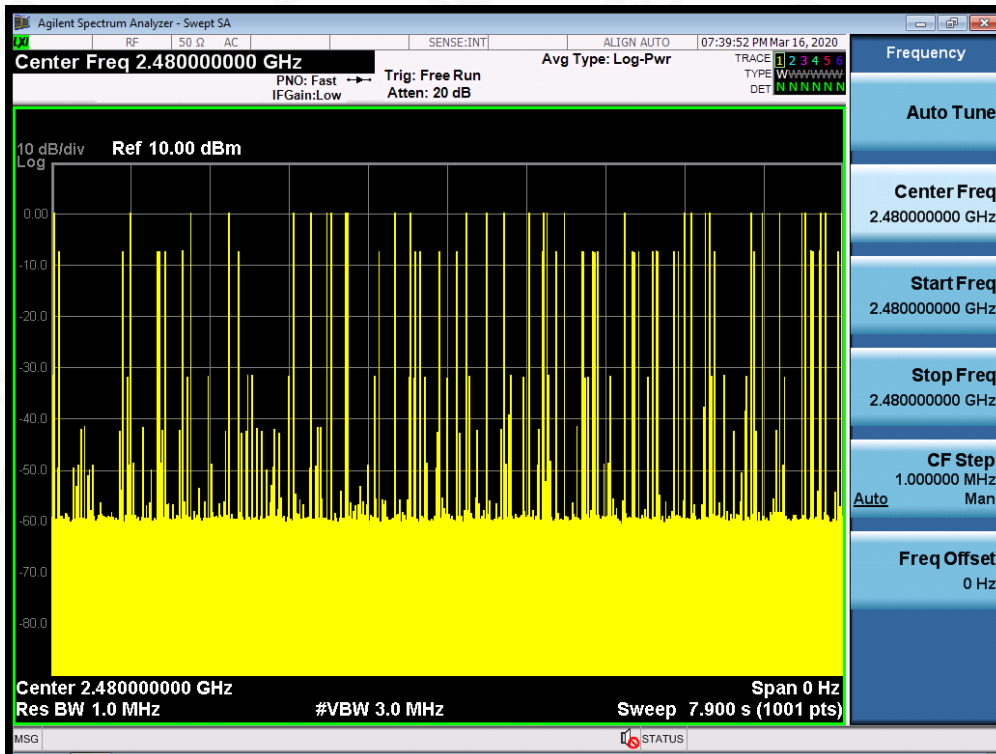 Agilent Spectrum Analyzer - Swept SA
LXI RF 50 Ω AC SENSE:INT ALIGN AUTO 07:39:52 PM Mar 16, 2020
Center Freq 2.480000000 GHz
PNO: Fast
IFGain:Low
Trig: Free Run
Atten: 20 dB
Avg Type: Log-Pwr
TRACE 1 2 3 4 5 6
TYPE W
DET N N N N N N
10 dB/div Ref 10.00 dBm
Log
0.00
-10.0
-20.0
-30.0
-40.0
-50.0
-60.0
-70.0
-80.0
Center 2.480000000 GHz Span 0 Hz
Res BW 1.0 MHz #VBW 3.0 MHz Sweep 7.900 s (1001 pts)
MSG STATUS
Frequency
Auto Tune
Center Freq
2.480000000 GHz
Start Freq
2.480000000 GHz
Stop Freq
2.480000000 GHz
CF Step
1.000000 MHz
Auto Man
Freq Offset
0 Hz